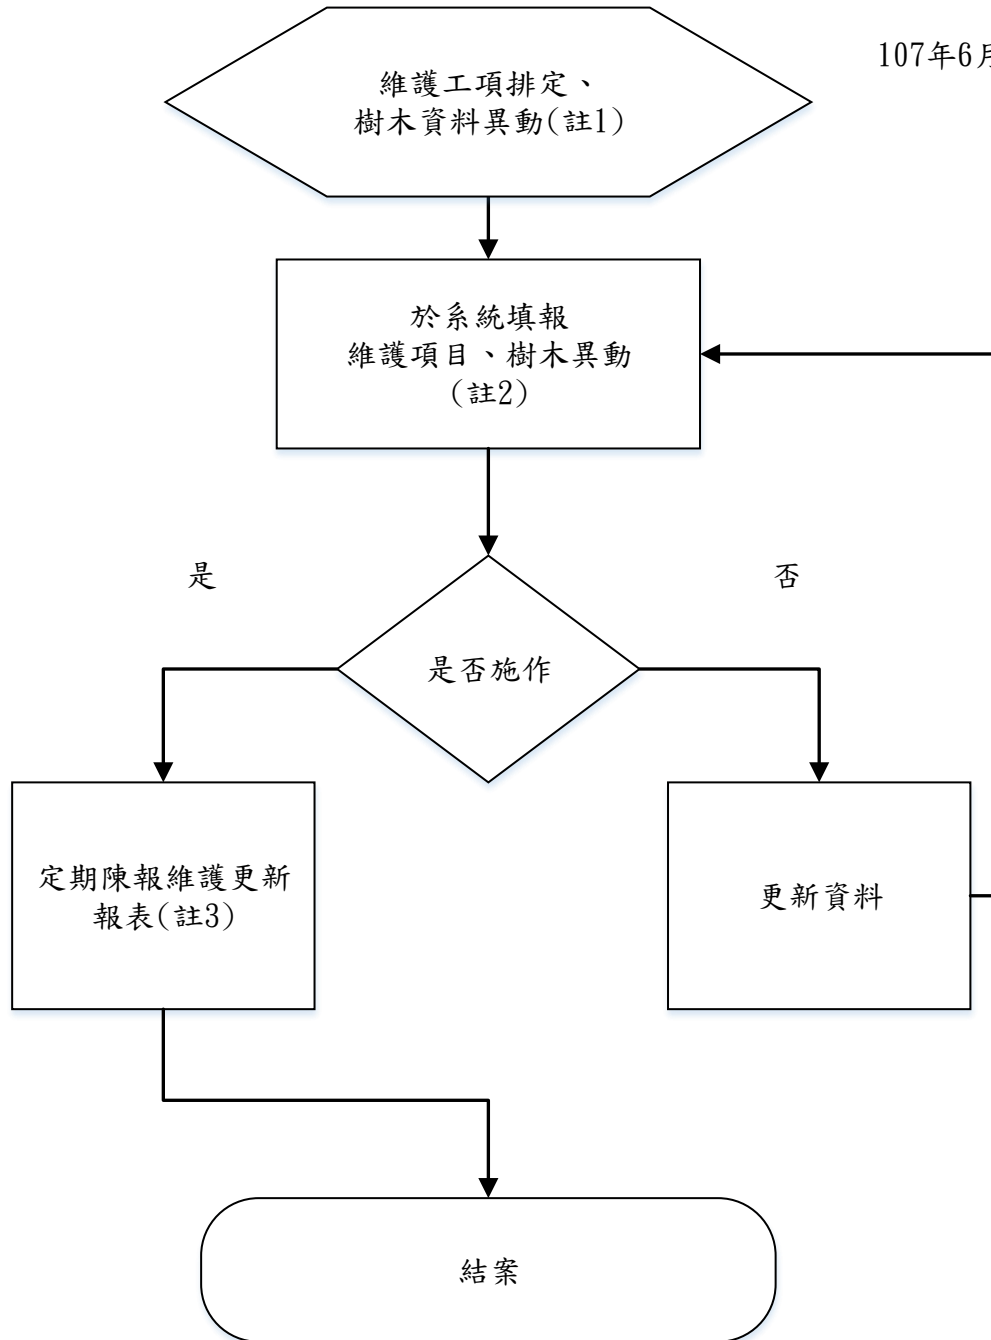 107年6月
維護工項排定、
樹木資料異動(註1)
於系統填報
維護項目、樹木異動
(註2)
是
否
是否施作
定期陳報維護更新
報表(註3)
更新資料
結案